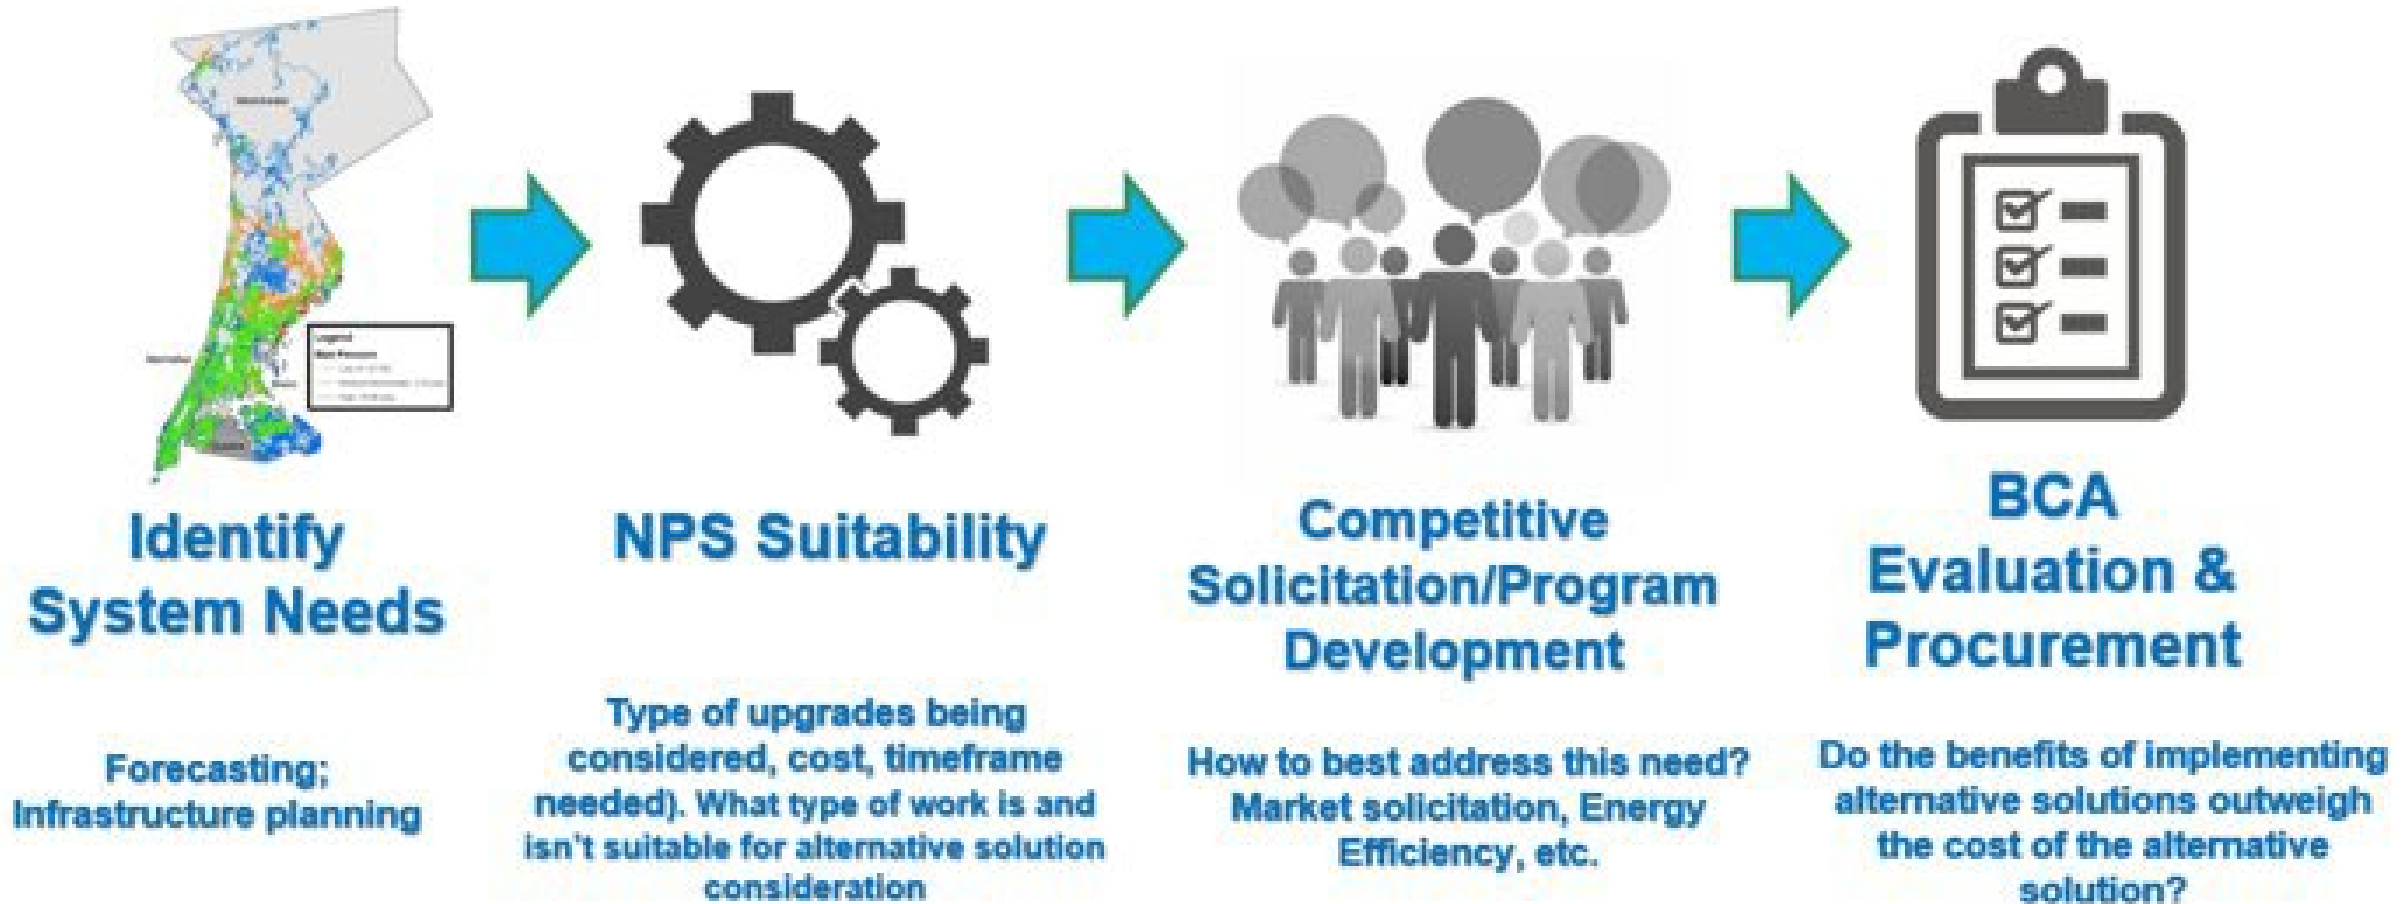 Identify
System Needs
Forecasting;
Infrastructure planning
NPS Suitability
Type of upgrades being
considered, cost, timeframe
needed). What type of work is and
isn't suitable for alternative solution
consideration
Competitive
Solicitation/Program
Development
How to best address this need?
Market solicitation, Energy
Efficiency, etc.
BCA
Evaluation &
Procurement
Do the benefits of implementing
alternative solutions outweigh
the cost of the alternative
solution?